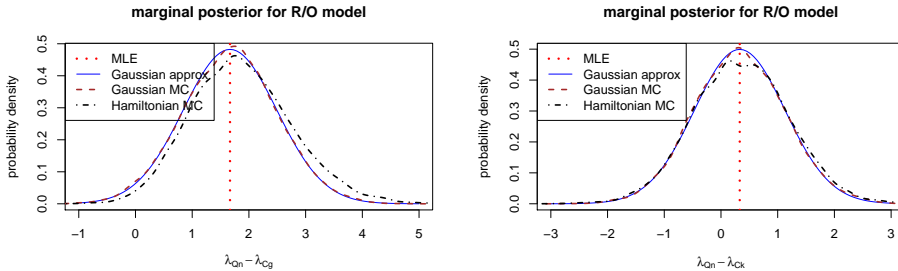 marginal posterior for R/O model
probability density
0.0 0.1 0.2 0.3 0.4 0.5
MLE
Gaussian approx
Gaussian MC
Hamiltonian MC
−1 0 1 2 3 4 5
λQn − λCg
marginal posterior for R/O model
probability density
0.0 0.1 0.2 0.3 0.4 0.5
MLE
Gaussian approx
Gaussian MC
Hamiltonian MC
−3 −2 −1 0 1 2 3
λQn − λCk